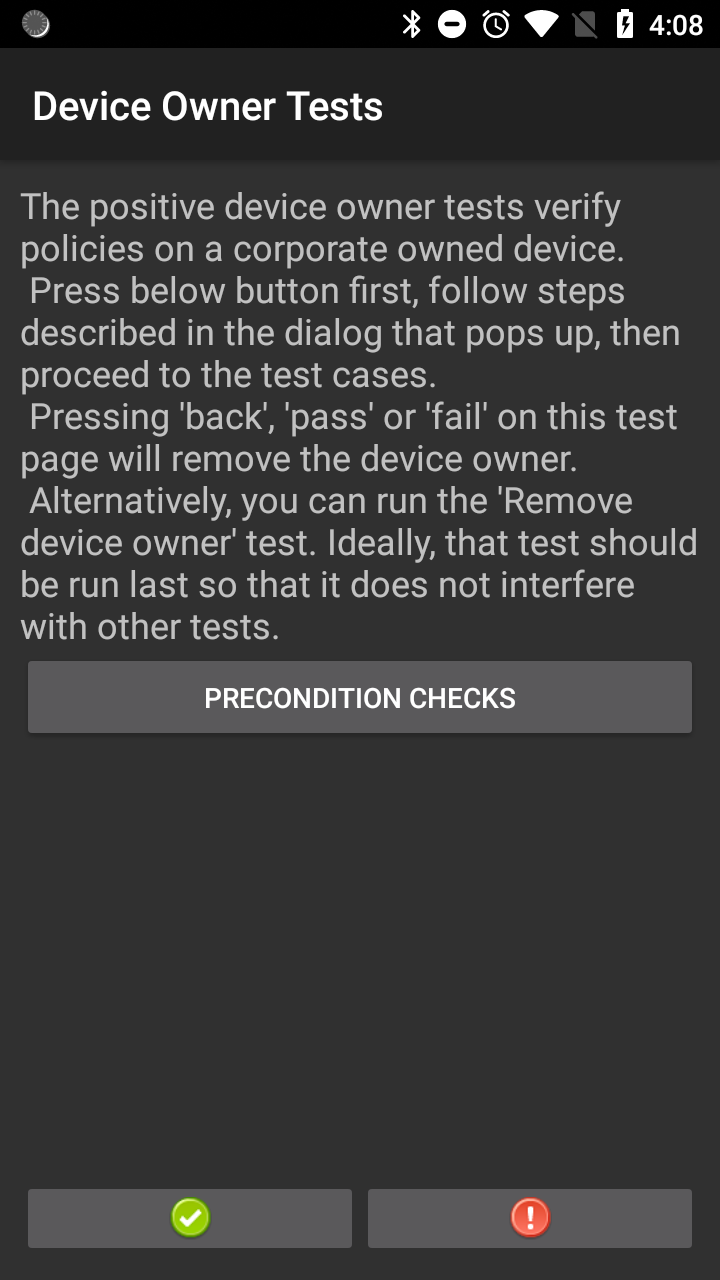 4:08
Device Owner Tests
The positive device owner tests verify
policies on a corporate owned device.
Press below button first, follow steps
described in the dialog that pops up, then
proceed to the test cases.
Pressing 'back', 'pass' or 'fail' on this test
page will remove the device owner.
Alternatively, you can run the 'Remove
device owner' test. Ideally, that test should
be run last so that it does not interfere
with other tests.
PRECONDITION CHECKS